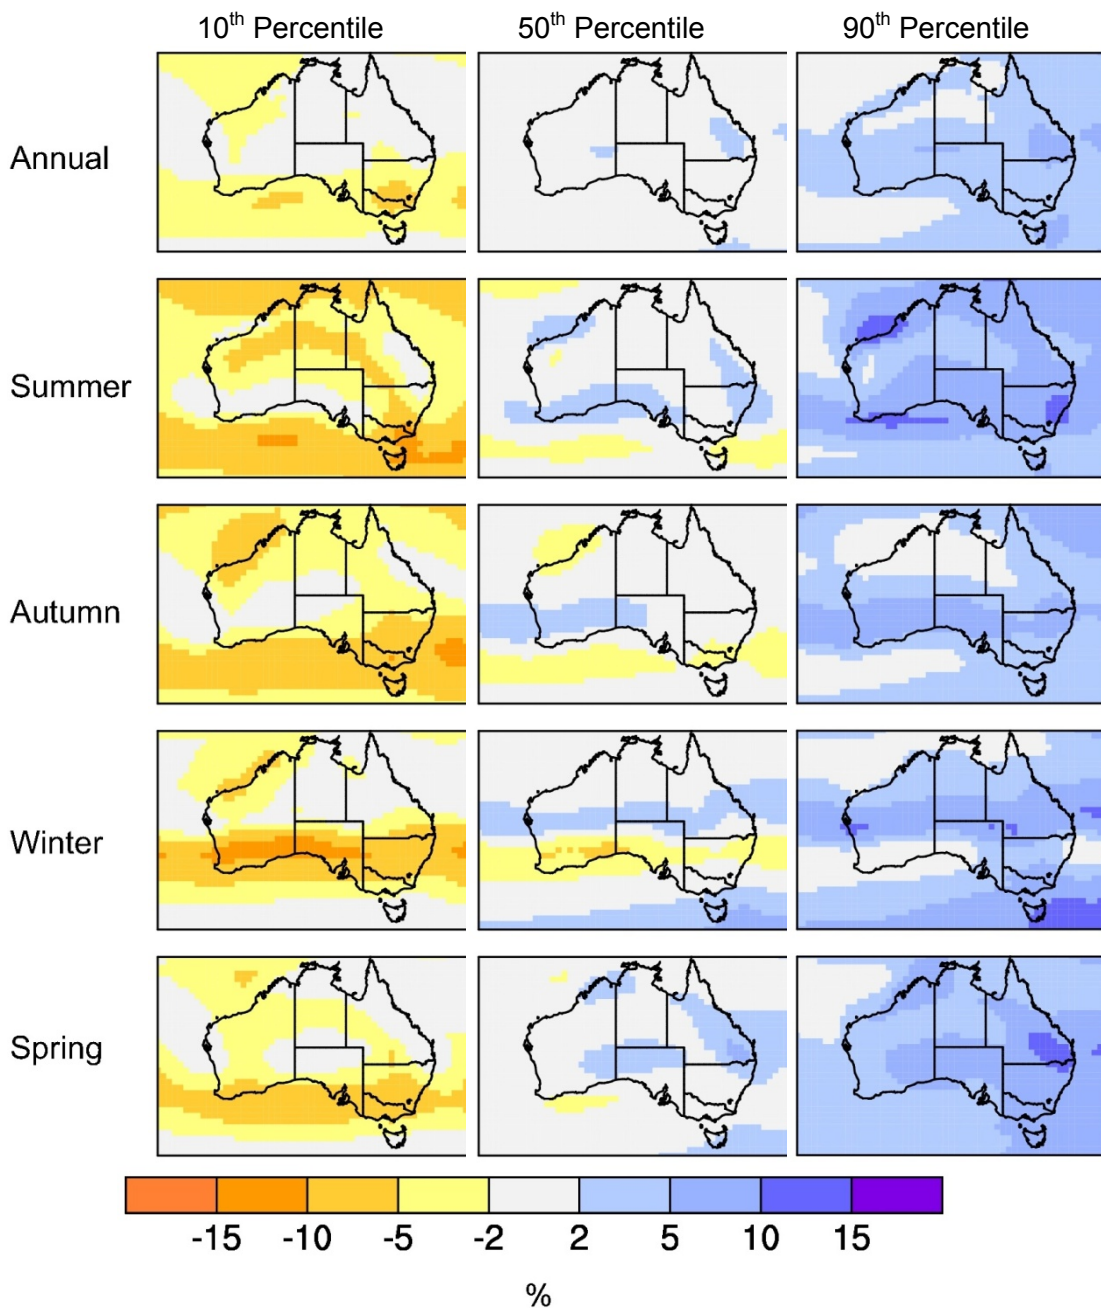 10th Percentile 50th Percentile 90th Percentile
Annual
Summer
Autumn
Winter
Spring
-15 -10 -5 -2 2 5 10 15
%